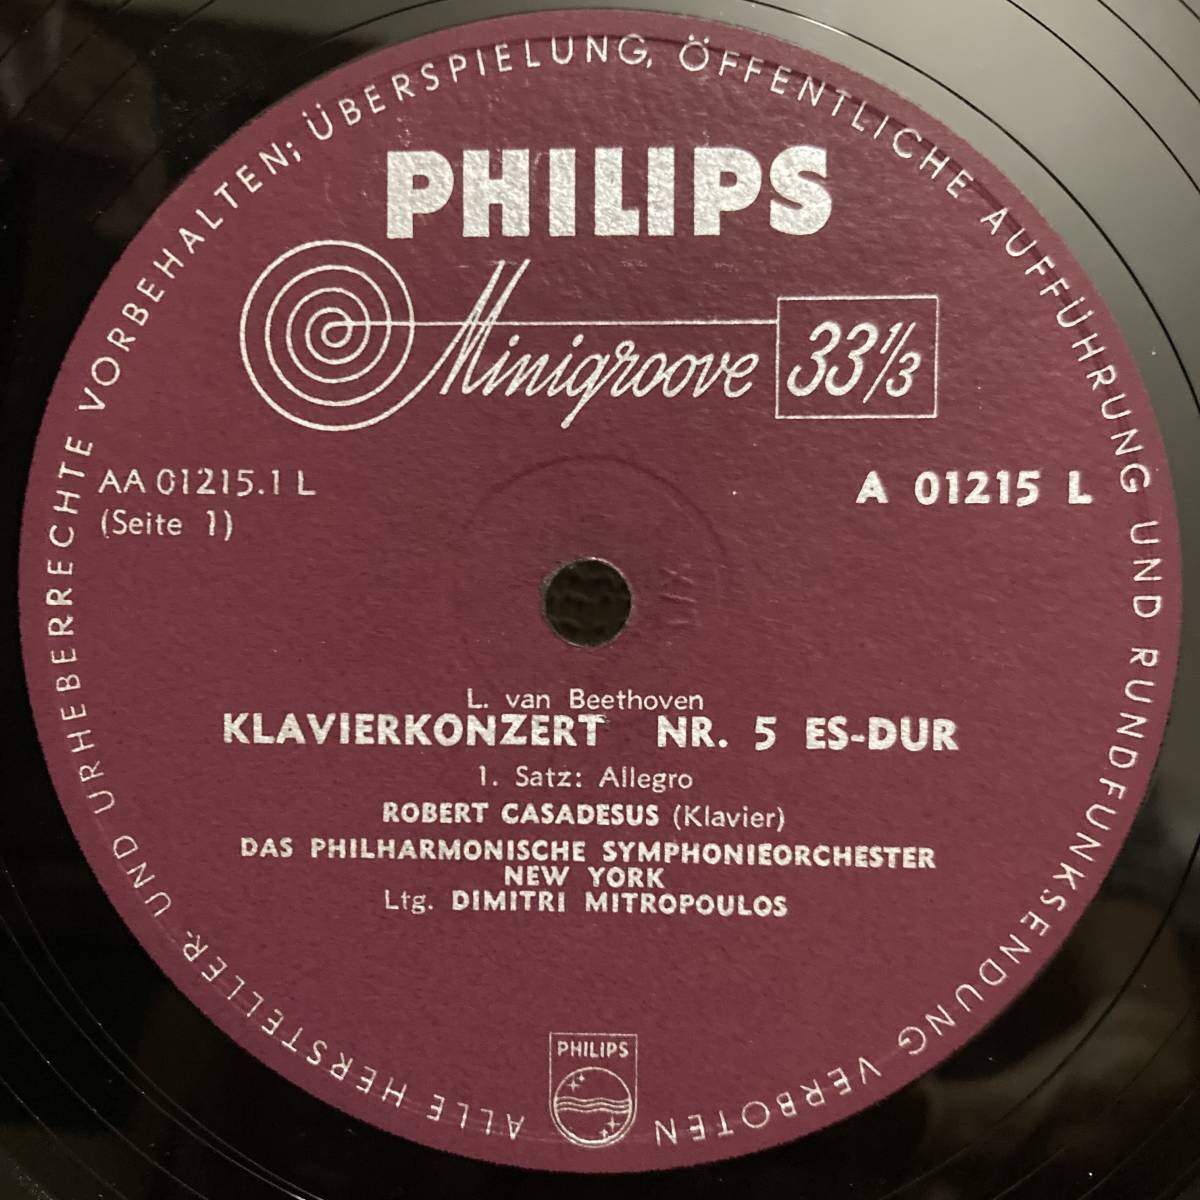 ALLE HERSTELLER- UND URHEBERRECHTE VORBEHALTEN; ÜBERSPIELUNG, ÖFFENTLICHE AUFFÜHRUNG UND RUNDFUNKSENDUNG VERBOTEN
PHILIPS
Minigroove 33 1/3
AA 01215.1 L
(Seite 1)
A 01215 L
L. van Beethoven
KLAVIERKONZERT NR. 5 ES-DUR
1. Satz: Allegro
ROBERT CASADESUS (Klavier)
DAS PHILHARMONISCHE SYMPHONIEORCHESTER
NEW YORK
Ltg. DIMITRI MITROPOULOS
PHILIPS